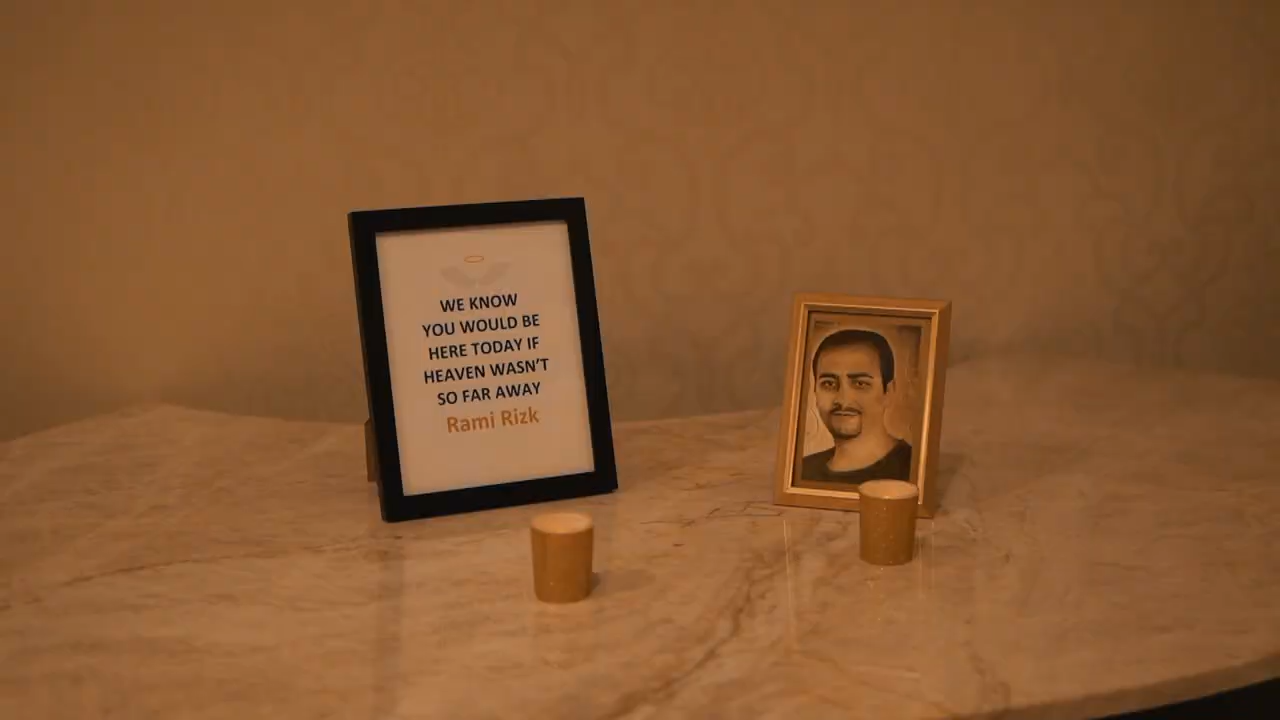 WE KNOW
YOU WOULD BE
HERE TODAY IF
HEAVEN WASN'T
SO FAR AWAY
Rami Rizk